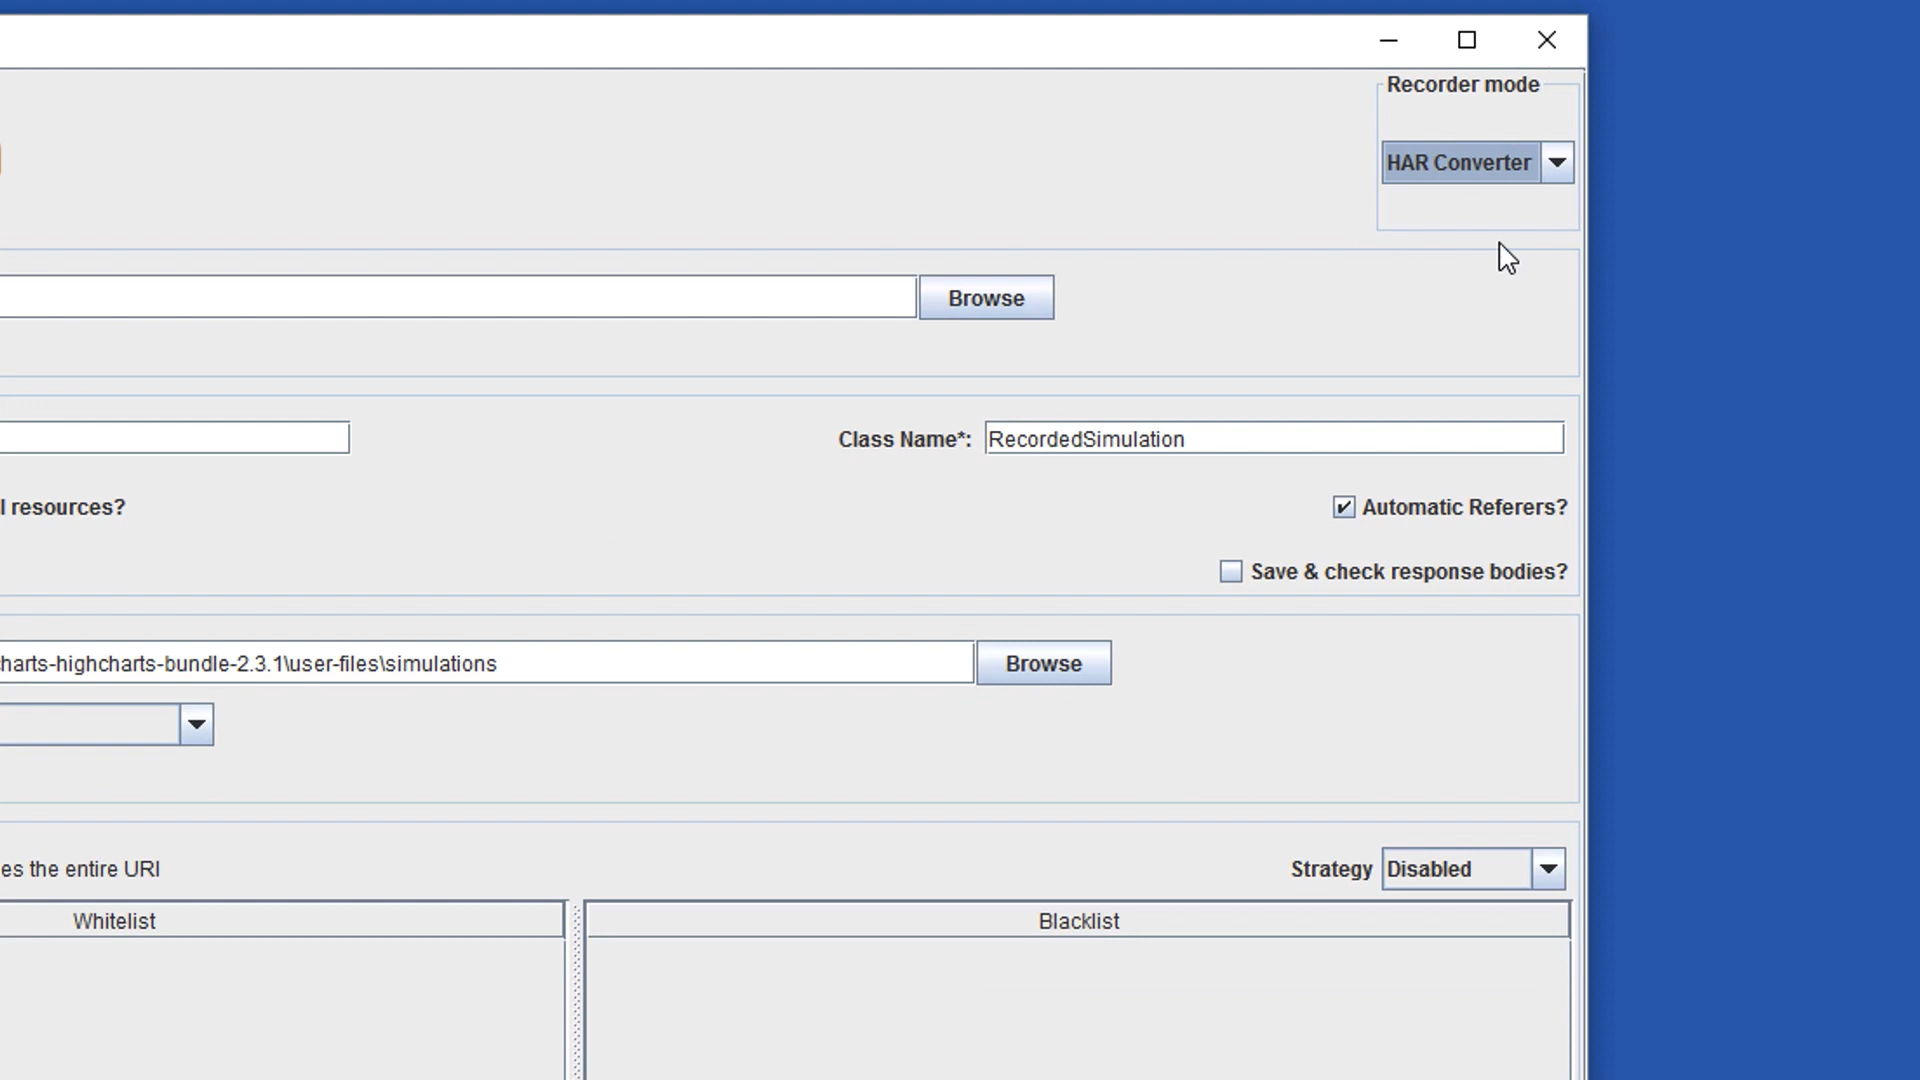 Recorder mode
HAR Converter
Browse
Class Name*: RecordedSimulation
l resources?
Automatic Referers?
Save & check response bodies?
harts-highcharts-bundle-2.3.1\user-files\simulations
Browse
es the entire URI
Strategy Disabled
Whitelist
Blacklist